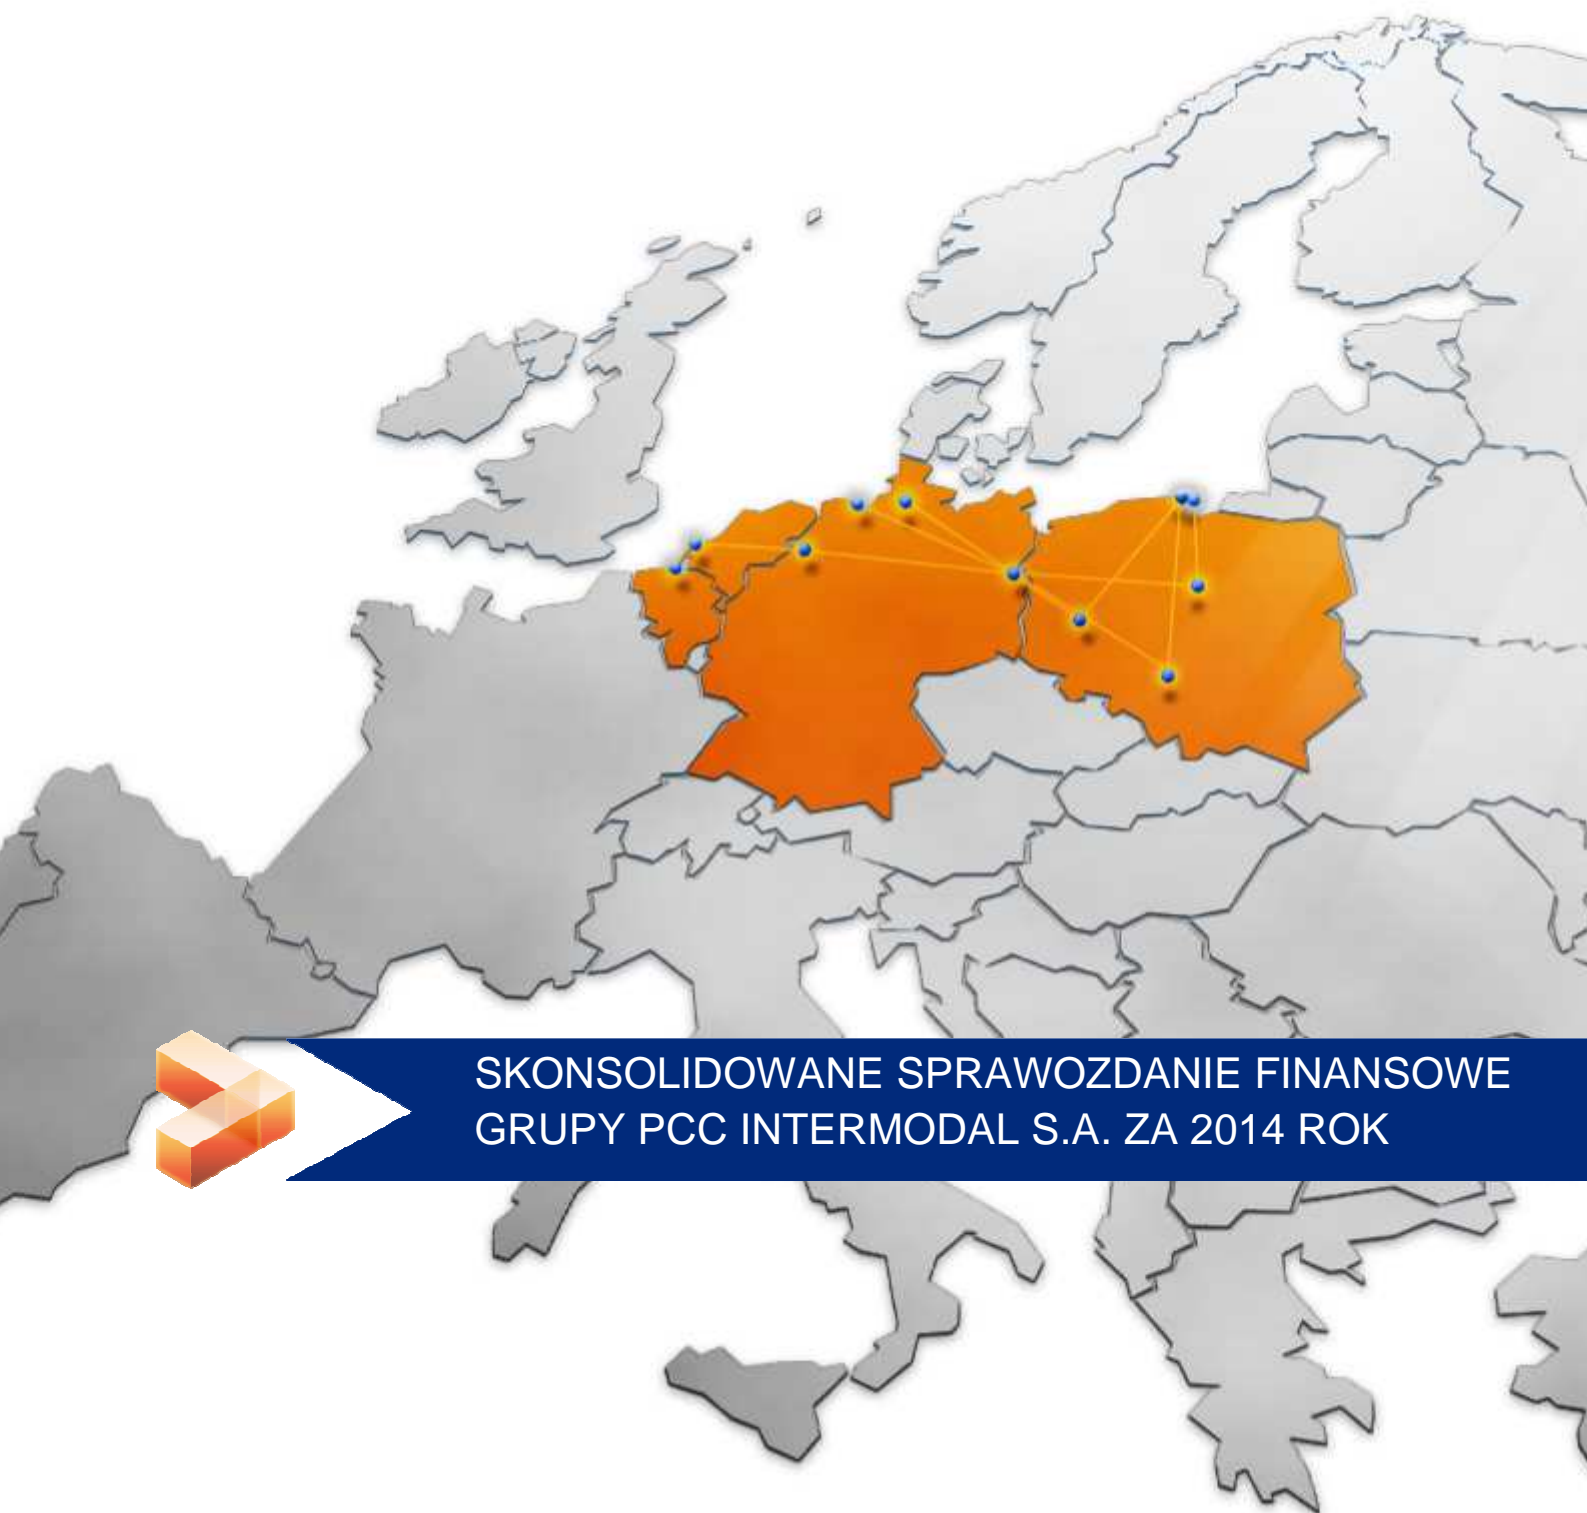 SKONSOLIDOWANE SPRAWOZDANIE FINANSOWE
GRUPY PCC INTERMODAL S.A. ZA 2014 ROK